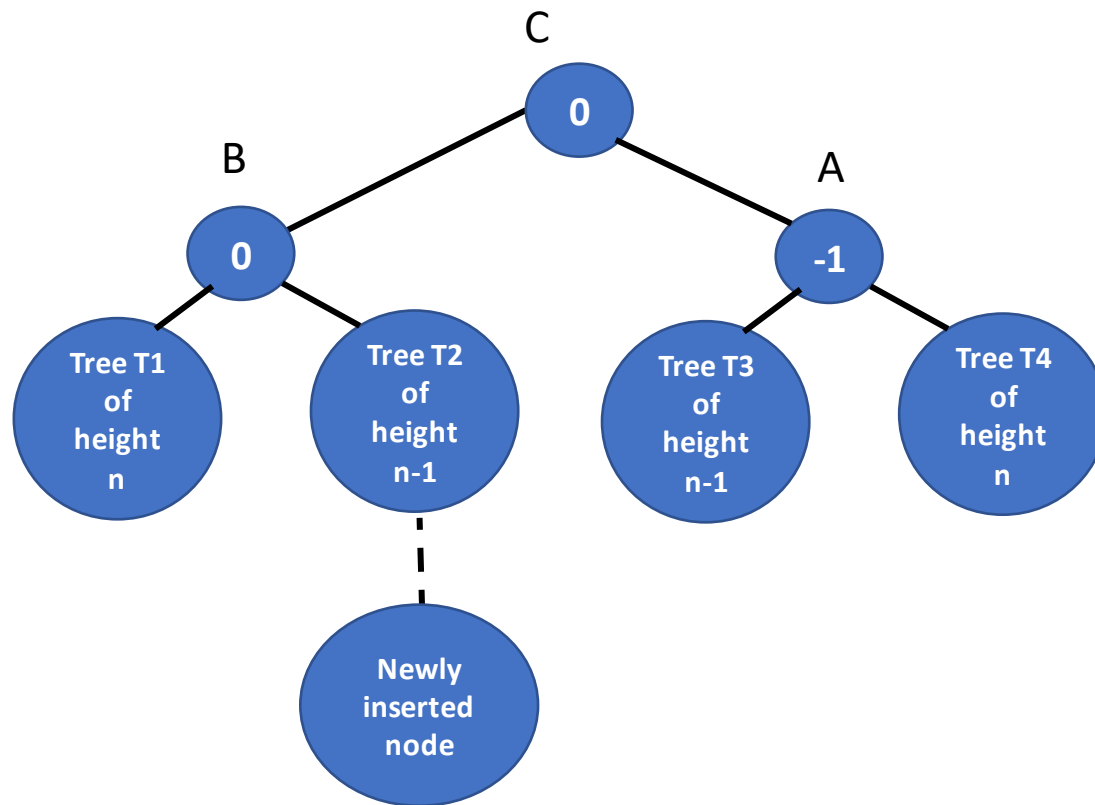 C
0
B
A
0
-1
Tree T1
of
height
n
Tree T2
of
height
n-1
Tree T3
of
height
n-1
Tree T4
of
height
n
Newly
inserted
node